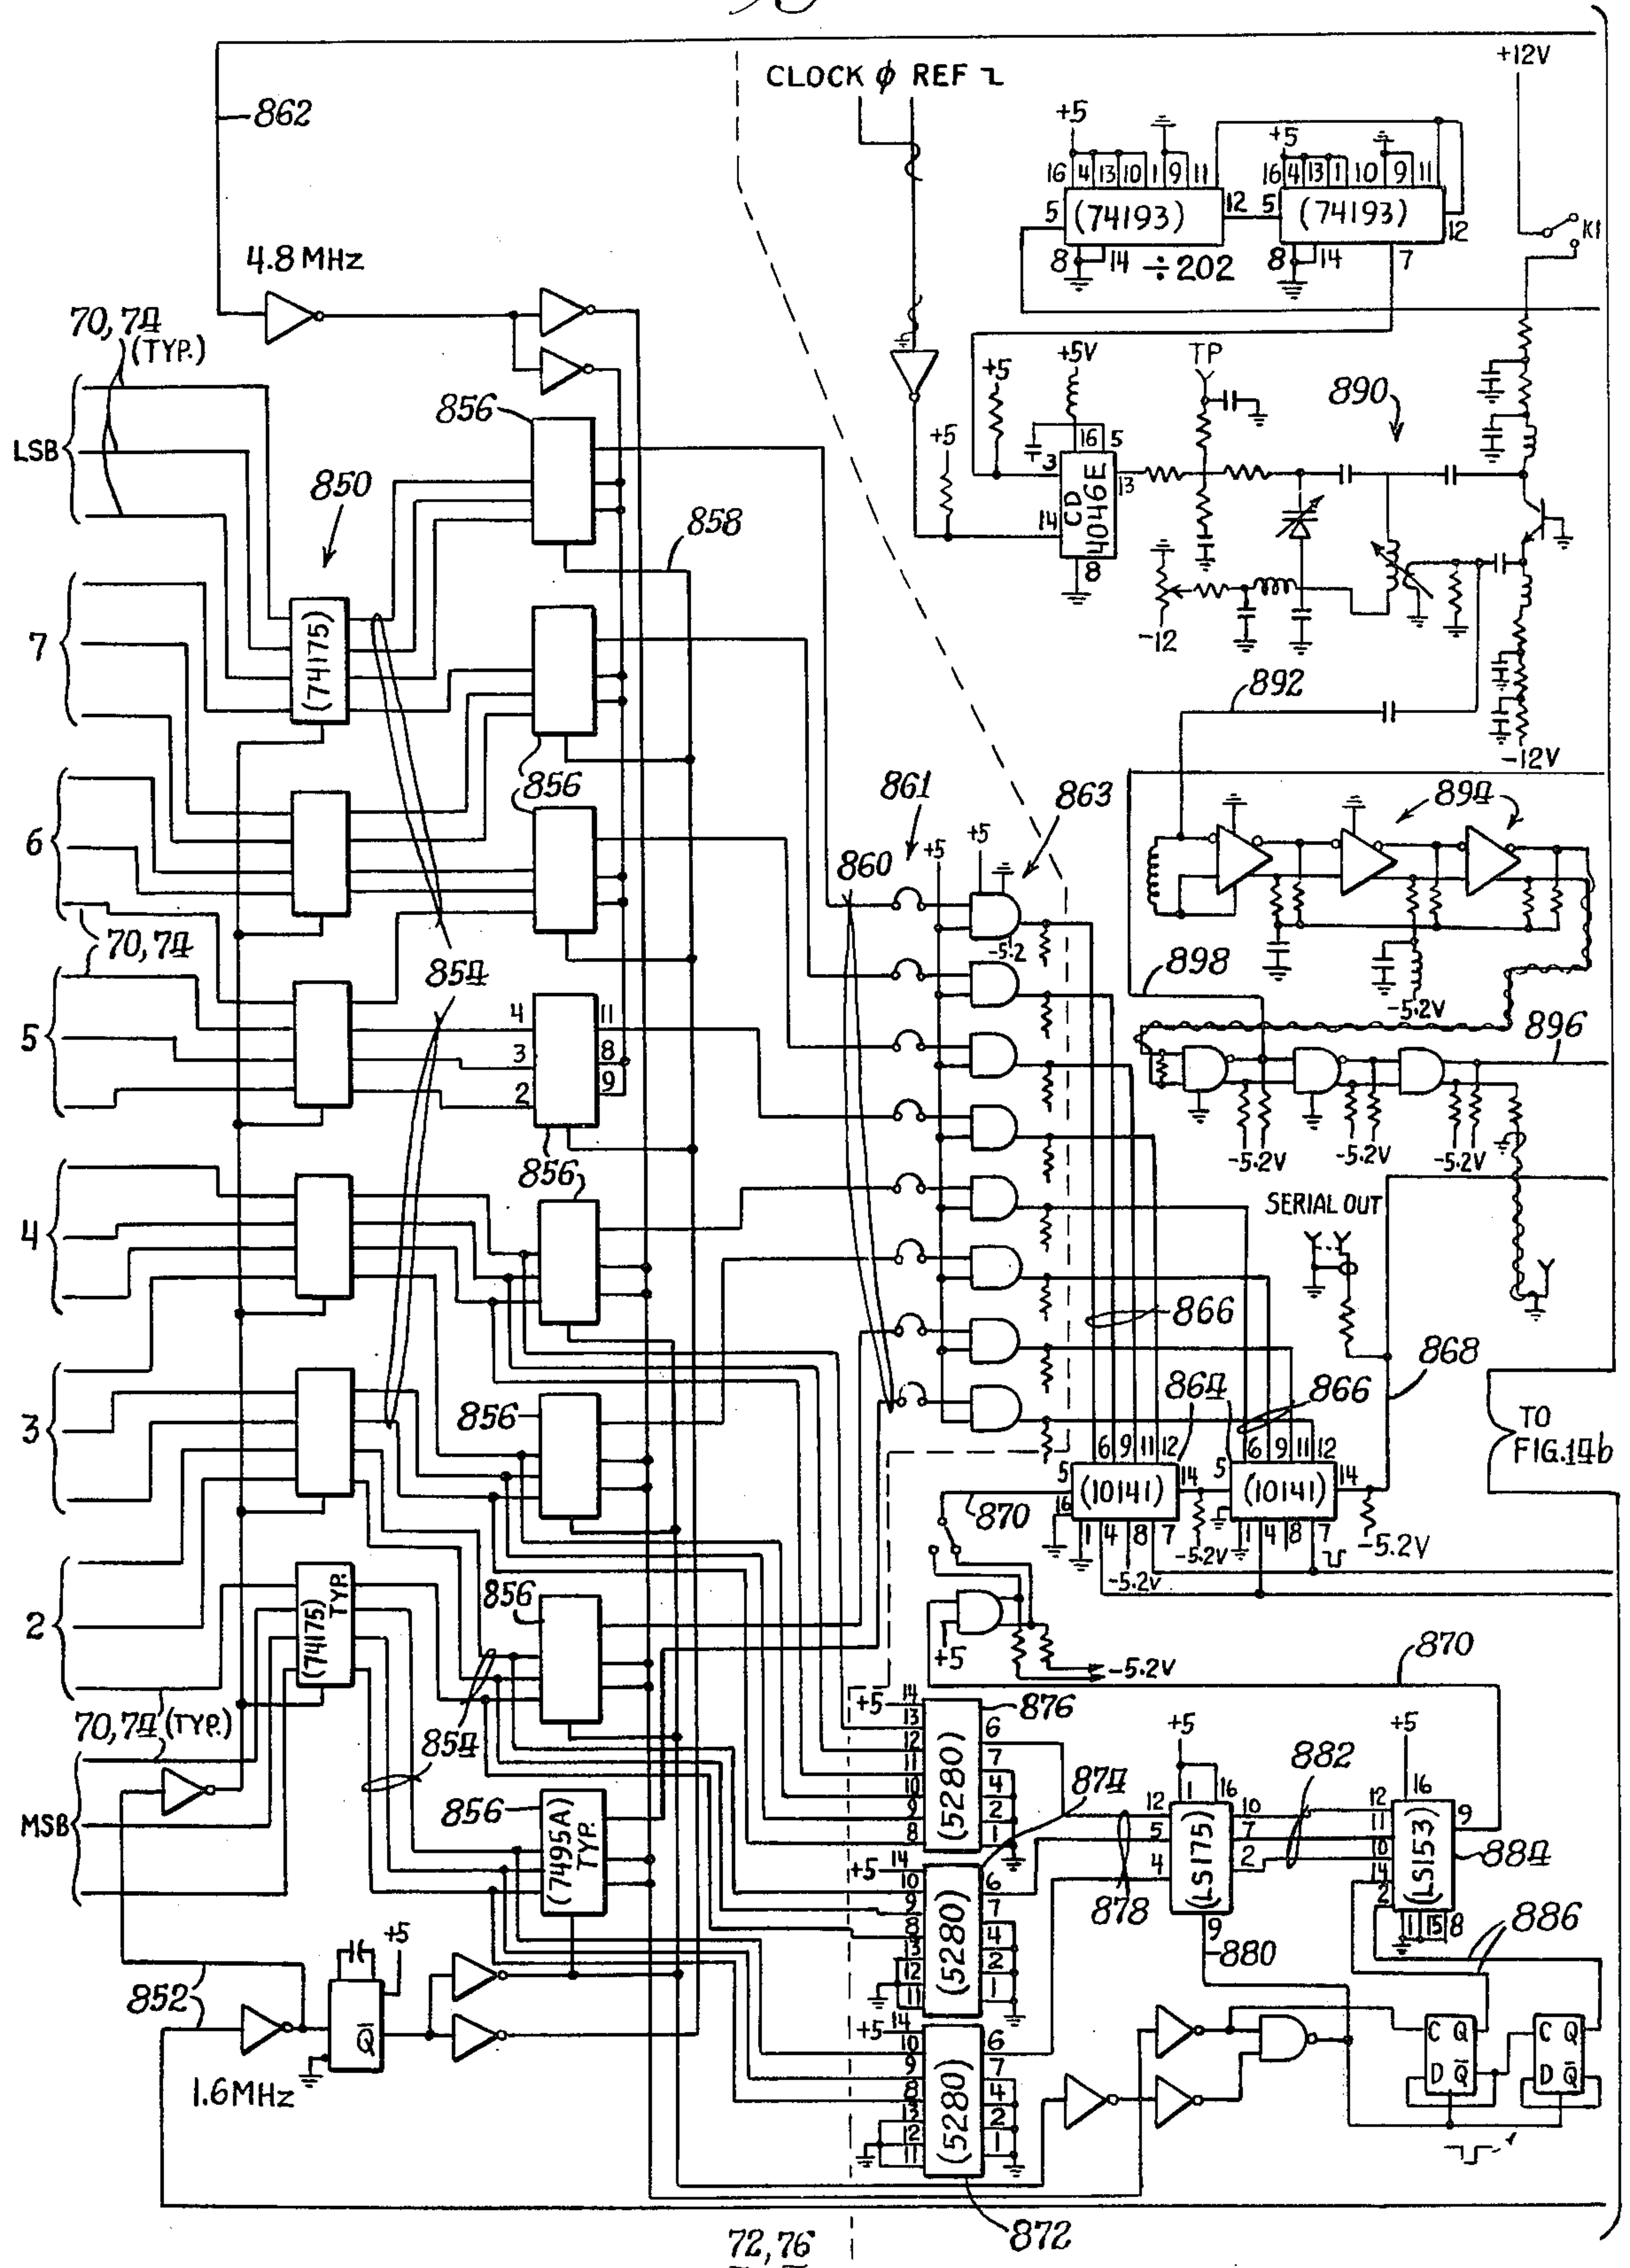 CLOCK ϕ REF
+12V
862
+5
+5
16 4 13 10 1 9 11
16 4 13 1 10 9 11
5 (74193) 12
5 (74193) 12
K1
8 14 ÷202
8 14 7
4.8 MHz
70, 74 (TYP.)
LSB
+5V
TP
+5
+5
890
856
16 5
3
CD 4046E
13
14
8
850
858
-12
7
(74175)
892
-12V
856
861
863
894
6
860
+5
+5
-5.2
70, 74
854
898
-5.2V
896
5
4 11
3 8
2 9
856
-5.2V
-5.2V
-5.2V
4
SERIAL OUT
866
868
3
856
864
866
6 9 11 12
6 9 11 12
5 (10141) 14
5 (10141) 14
16
870
1 4 8 7
1 4 8 7
-5.2V
-5.2V
-5.2V
TO FIG. 14b
2
(74175) TYP.
856
+5
-5.2V
870
70, 74 (TYP.)
854
+5
14
13
12
11
10
9
8
(5280)
6
7
4
2
1
876
874
+5
+5
882
MSB
856
(7495A) TYP.
1 16
12
5
4
(LS175)
10
7
2
9
878
880
16
12
11
10
14
2
(LS153)
9
1 15 8
884
886
+5
14
10
9
8
13
12
11
(5280)
6
7
4
2
1
852
+5
Q̄
1.6MHz
+5
14
10
9
8
13
12
11
(5280)
6
7
4
2
1
872
C Q
D Q̄
C Q
D Q̄
72, 76